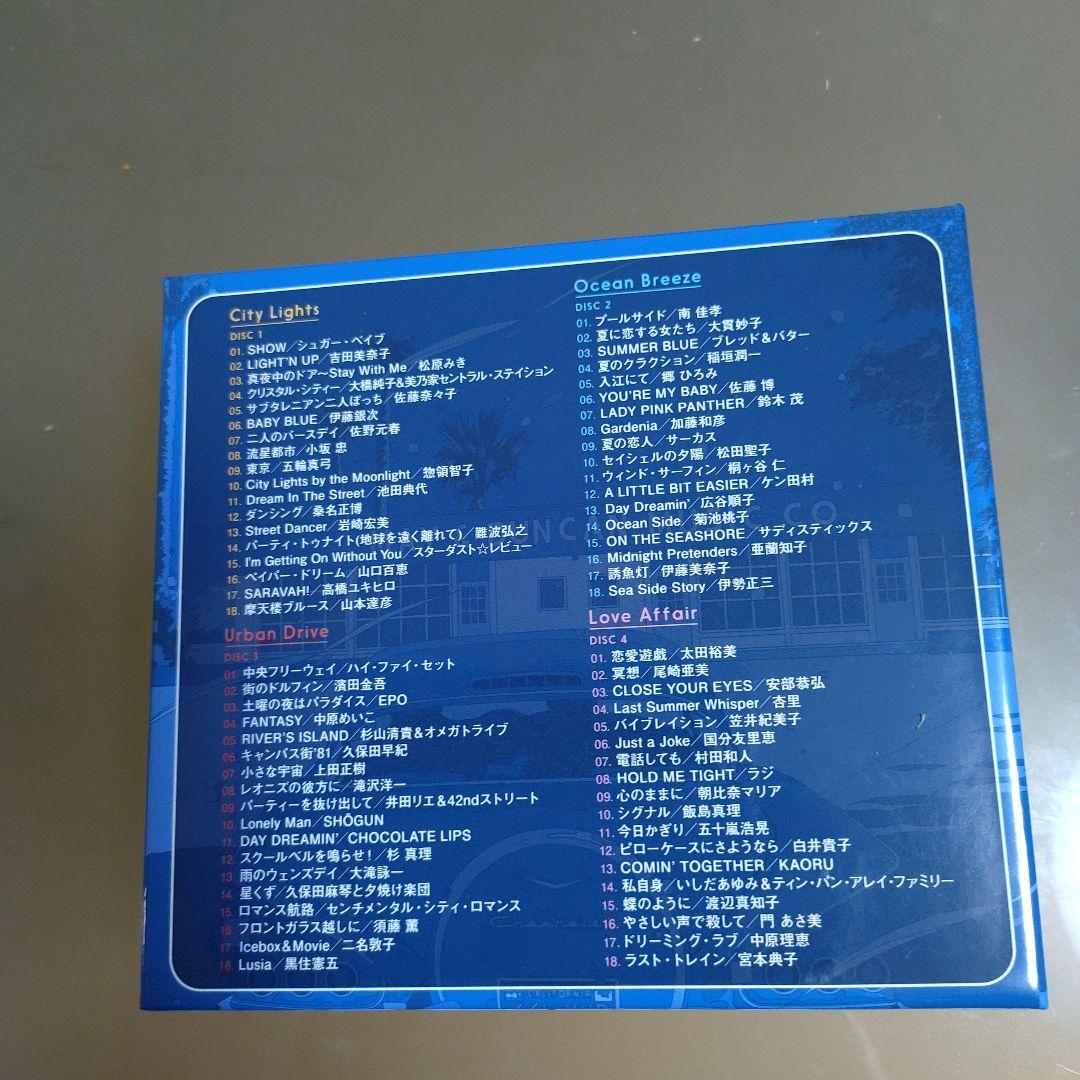 City Lights
DISC 1
01. SHOW／シュガー・ベイブ
02. LIGHT'N UP／吉田美奈子
03. 真夜中のドア〜Stay With Me／松原みき
04. クリスタル・シティー／大橋純子＆美乃家セントラル・ステイション
05. サブタレニアン二人ぼっち／佐藤奈々子
06. BABY BLUE／伊藤銀次
07. 二人のバースデイ／佐野元春
08. 流星都市／小坂 忠
09. 東京／五輪真弓
10. City Lights by the Moonlight／惣領智子
11. Dream In The Street／池田典代
12. ダンシング／桑名正博
13. Street Dancer／岩崎宏美
14. パーティ・トゥナイト(地球を遠く離れて)／難波弘之
15. I'm Getting On Without You／スターダスト☆レビュー
16. ペイパー・ドリーム／山口百恵
17. SARAVAH!／高橋ユキヒロ
18. 摩天楼ブルース／山本達彦
Ocean Breeze
DISC 2
01. プールサイド／南 佳孝
02. 夏に恋する女たち／大貫妙子
03. SUMMER BLUE／ブレッド＆バター
04. 夏のクラクション／稲垣潤一
05. 入江にて／郷 ひろみ
06. YOU'RE MY BABY／佐藤 博
07. LADY PINK PANTHER／鈴木 茂
08. Gardenia／加藤和彦
09. 夏の恋人／サーカス
10. セイシェルの夕陽／松田聖子
11. ウィンド・サーフィン／桐ヶ谷 仁
12. A LITTLE BIT EASIER／ケン田村
13. Day Dreamin'／広谷順子
14. Ocean Side／菊池桃子
15. ON THE SEASHORE／サディスティックス
16. Midnight Pretenders／亜蘭知子
17. 誘魚灯／伊藤美奈子
18. Sea Side Story／伊勢正三
Urban Drive
DISC 3
01. 中央フリーウェイ／ハイ・ファイ・セット
02. 街のドルフィン／濱田金吾
03. 土曜の夜はパラダイス／EPO
04. FANTASY／中原めいこ
05. RIVER'S ISLAND／杉山清貴＆オメガトライブ
06. キャンパス街'81／久保田早紀
07. 小さな宇宙／上田正樹
08. レオニズの彼方に／滝沢洋一
09. パーティーを抜け出して／井田リエ＆42ndストリート
10. Lonely Man／SHŌGUN
11. DAY DREAMIN'／CHOCOLATE LIPS
12. スクールベルを鳴らせ！／杉 真理
13. 雨のウェンズデイ／大滝詠一
14. 星くず／久保田麻琴と夕焼け楽団
15. ロマンス航路／センチメンタル・シティ・ロマンス
16. フロントガラス越しに／須藤 薫
17. Icebox＆Movie／二名敦子
18. Lusia／黒住憲五
Love Affair
DISC 4
01. 恋愛遊戯／太田裕美
02. 冥想／尾崎亜美
03. CLOSE YOUR EYES／安部恭弘
04. Last Summer Whisper／杏里
05. バイブレイション／笠井紀美子
06. Just a Joke／国分友里恵
07. 電話しても／村田和人
08. HOLD ME TIGHT／ラジ
09. 心のままに／朝比奈マリア
10. シグナル／飯島真理
11. 今日かぎり／五十嵐浩晃
12. ピローケースにさようなら／白井貴子
13. COMIN' TOGETHER／KAORU
14. 私自身／いしだあゆみ＆ティン・パン・アレイ・ファミリー
15. 蝶のように／渡辺真知子
16. やさしい声で殺して／門 あさ美
17. ドリーミング・ラブ／中原理恵
18. ラスト・トレイン／宮本典子
CALIFORNIA